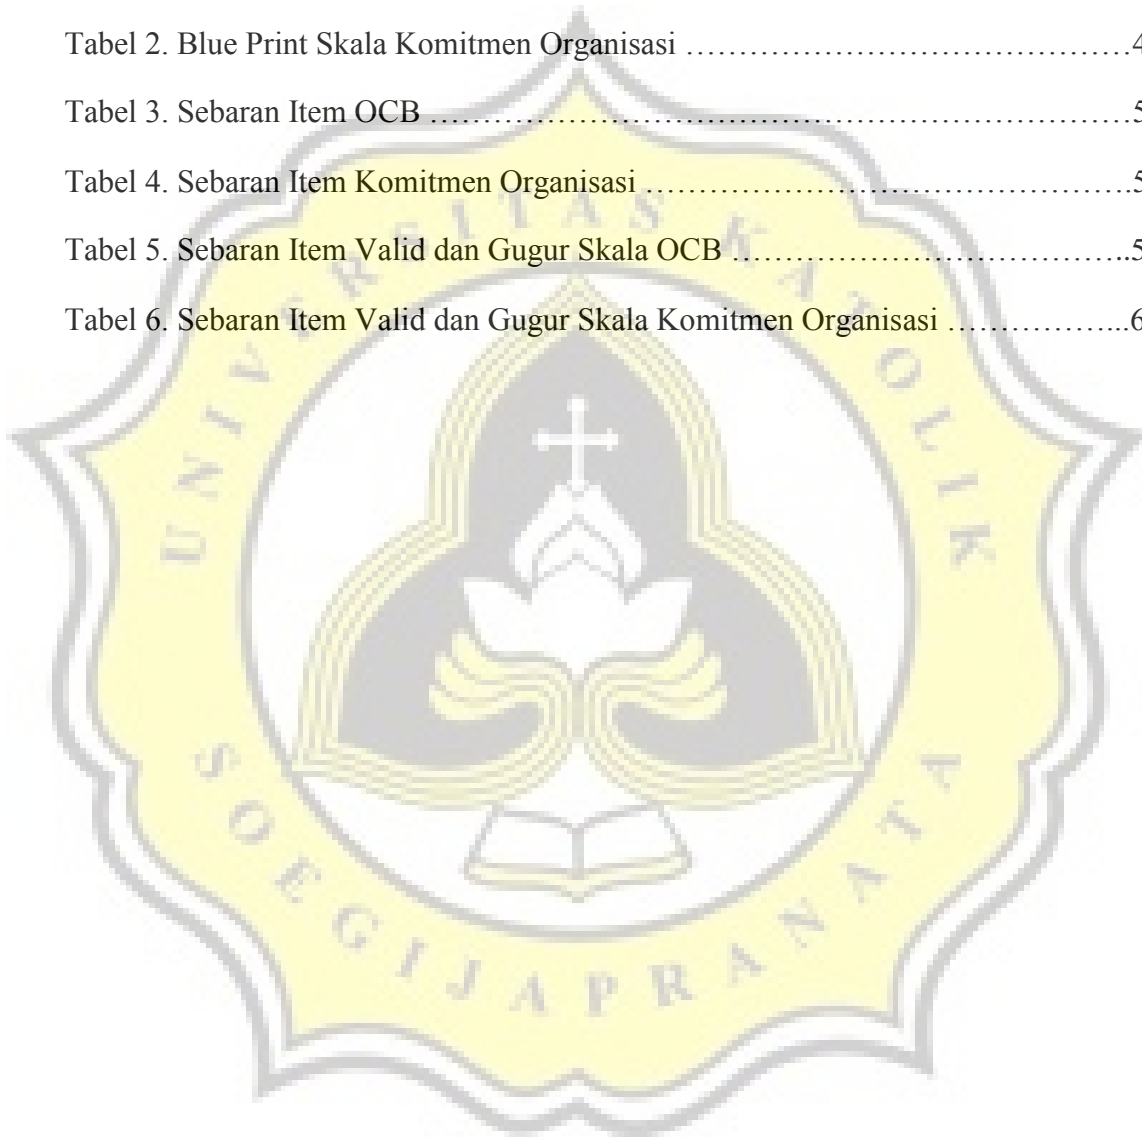 Tabel 2. Blue Print Skala Komitmen Organisasi ……………………………………4
Tabel 3. Sebaran Item OCB …………………………………………………………5
Tabel 4. Sebaran Item Komitmen Organisasi ………………………………………5
Tabel 5. Sebaran Item Valid dan Gugur Skala OCB ………………………………..5
Tabel 6. Sebaran Item Valid dan Gugur Skala Komitmen Organisasi ……………...6
UNIVERSITAS KATOLIK
SOEGIJAPRANATA